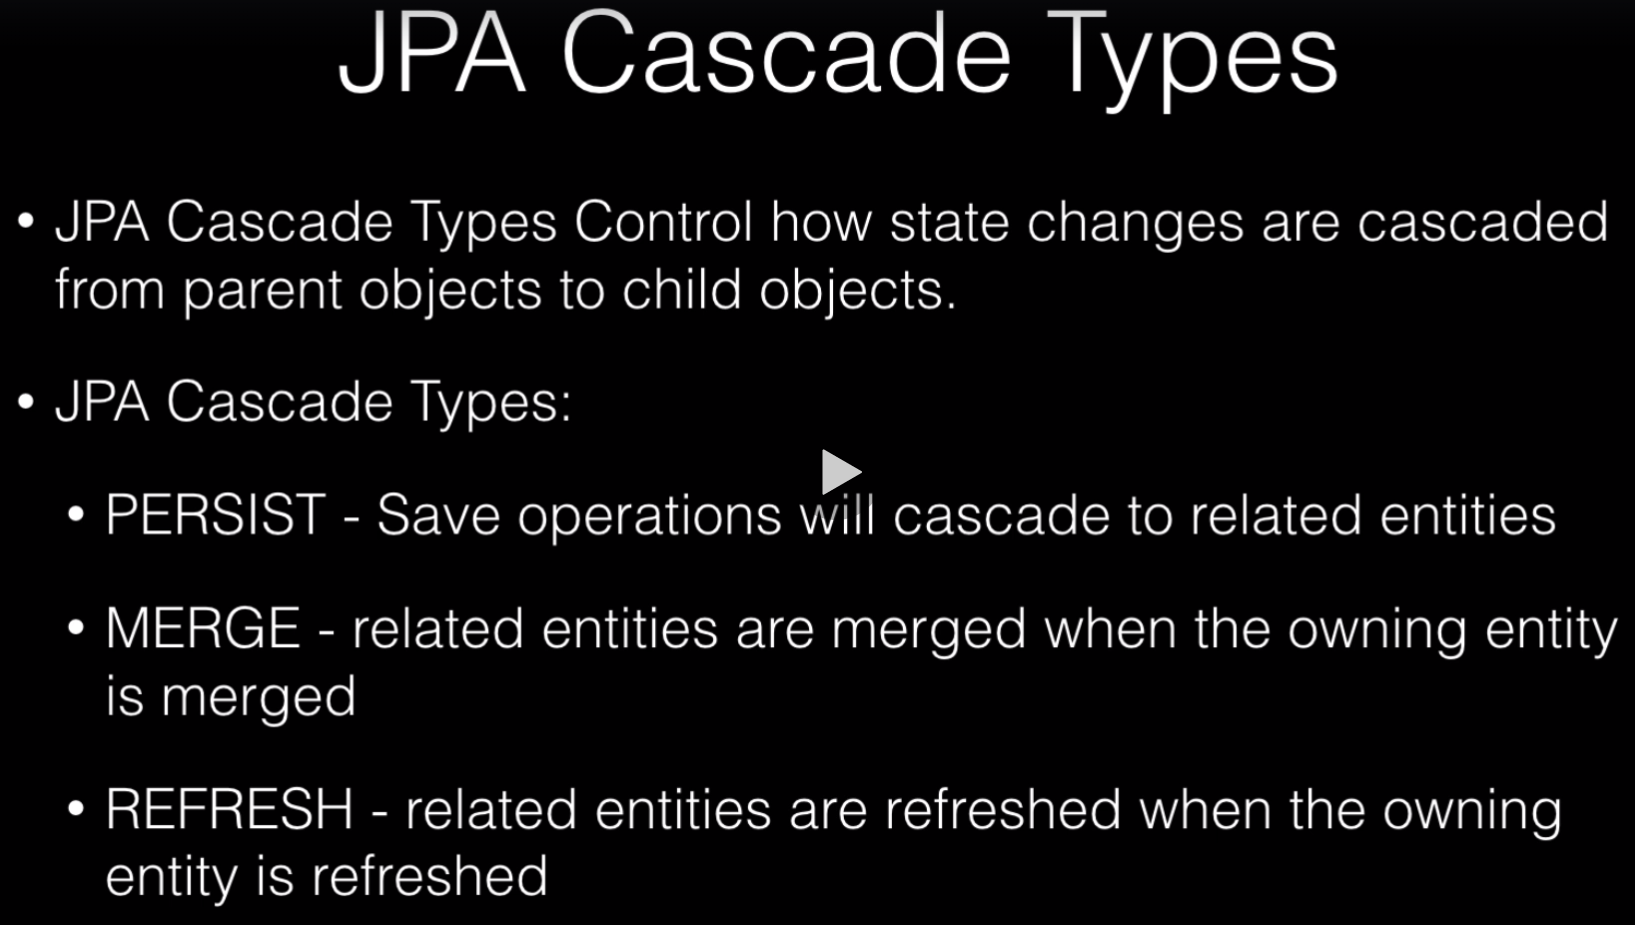 JPA Cascade Types
• JPA Cascade Types Control how state changes are cascaded
from parent objects to child objects.
• JPA Cascade Types:
• PERSIST - Save operations will cascade to related entities
• MERGE - related entities are merged when the owning entity
is merged
• REFRESH - related entities are refreshed when the owning
entity is refreshed